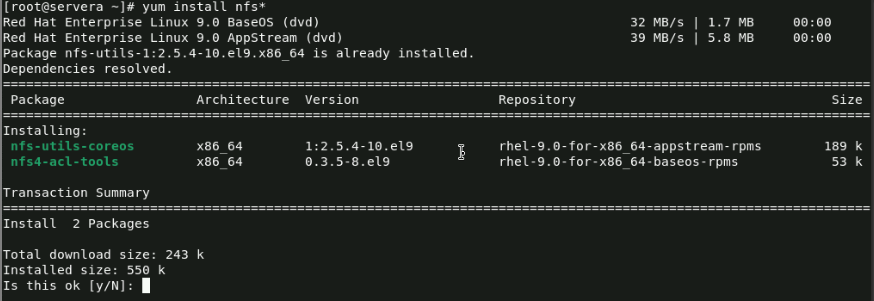 [root@servera ~]# yum install nfs*
Red Hat Enterprise Linux 9.0 BaseOS (dvd) 32 MB/s | 1.7 MB 00:00
Red Hat Enterprise Linux 9.0 AppStream (dvd) 39 MB/s | 5.8 MB 00:00
Package nfs-utils-1:2.5.4-10.el9.x86_64 is already installed.
Dependencies resolved.
================================================================================
Package Architecture Version Repository Size
================================================================================
Installing:
nfs-utils-coreos x86_64 1:2.5.4-10.el9 rhel-9.0-for-x86_64-appstream-rpms 189 k
nfs4-acl-tools x86_64 0.3.5-8.el9 rhel-9.0-for-x86_64-baseos-rpms 53 k
Transaction Summary
================================================================================
Install 2 Packages
Total download size: 243 k
Installed size: 550 k
Is this ok [y/N]: